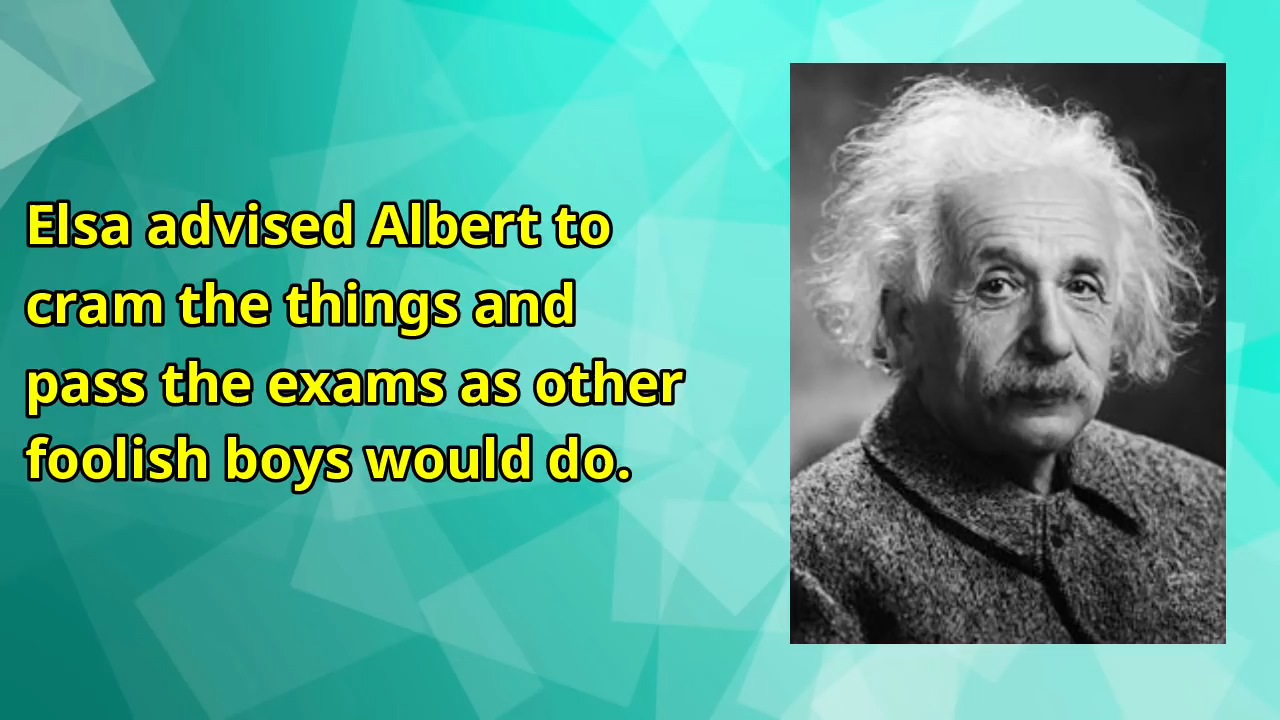 Elsa advised Albert to
cram the things and
pass the exams as other
foolish boys would do.